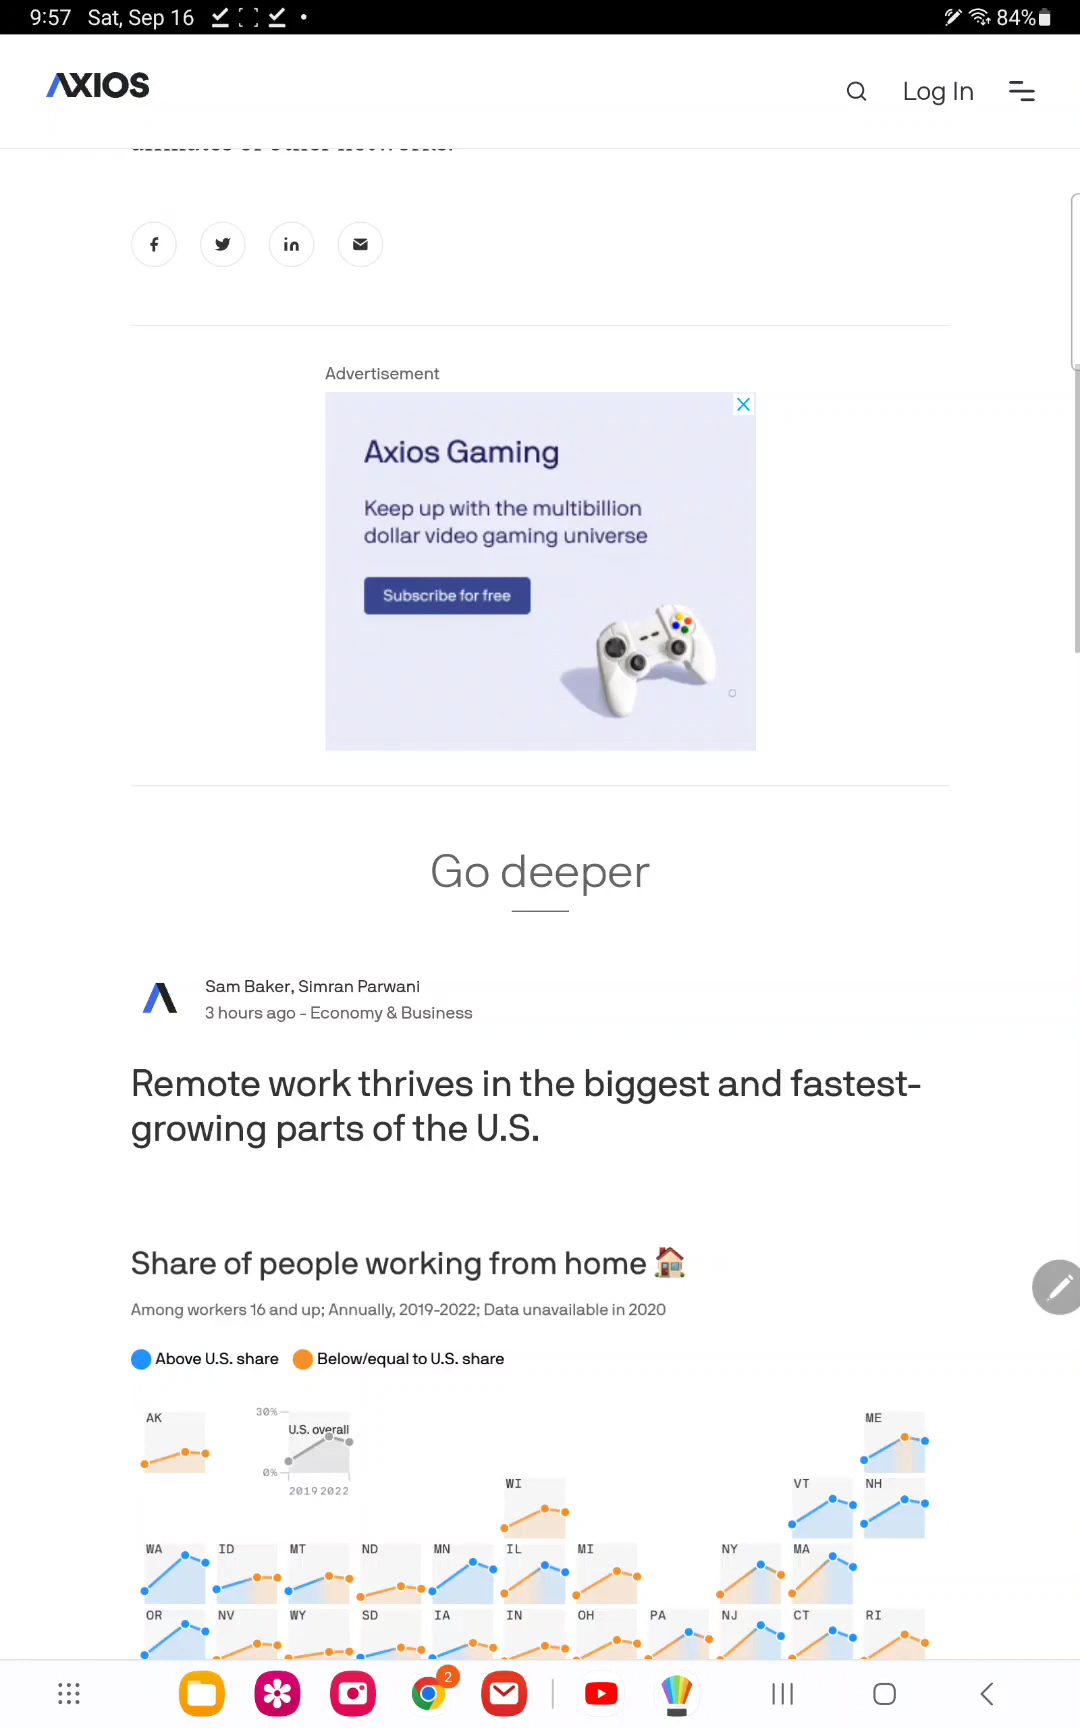 9:57 Sat, Sep 16 84%
AXIOS
Log In
Advertisement
Axios Gaming
Keep up with the multibillion
dollar video gaming universe
Subscribe for free
Go deeper
Sam Baker, Simran Parwani
3 hours ago - Economy & Business
Remote work thrives in the biggest and fastest-
growing parts of the U.S.
Share of people working from home
Among workers 16 and up; Annually, 2019-2022; Data unavailable in 2020
Above U.S. share Below/equal to U.S. share
AK 30% U.S. overall ME
0%
2019 2022
WI VT NH
WA ID MT ND MN IL MI NY MA
OR NV WY SD IA IN OH PA NJ CT RI
2